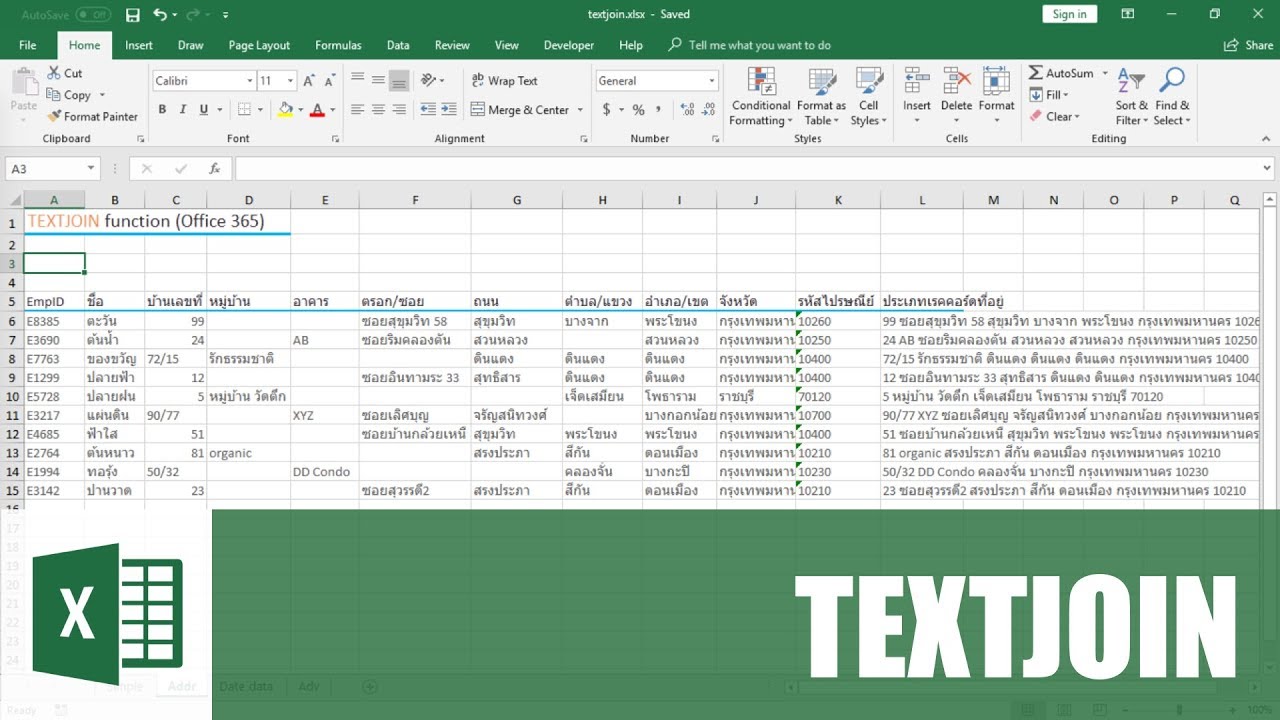 AutoSave Off textjoin.xlsx - Saved Sign in
File Home Insert Draw Page Layout Formulas Data Review View Developer Help Tell me what you want to do Share
Paste Cut Copy Format Painter Clipboard
Calibri 11 B I U A Font
Wrap Text Merge & Center Alignment
General $ % , Number
Conditional Formatting Format as Table Cell Styles Styles
Insert Delete Format Cells
AutoSum Fill Clear Sort & Filter Find & Select Editing
A3 fx
A B C D E F G H I J K L M N O P Q
1 TEXTJOIN function (Office 365)
2
3
4
5 EmpID ชื่อ บ้านเลขที่ หมู่บ้าน อาคาร ตรอก/ซอย ถนน ตำบล/แขวง อำเภอ/เขต จังหวัด รหัสไปรษณีย์ ประเภทเรคคอร์ดที่อยู่
6 E8385 ตะวัน 99 ซอยสุขุมวิท 58 สุขุมวิท บางจาก พระโขนง กรุงเทพมหาน 10260 99 ซอยสุขุมวิท 58 สุขุมวิท บางจาก พระโขนง กรุงเทพมหานคร 1026
7 E3690 ต้นน้ำ 24 AB ซอยริมคลองตัน สวนหลวง สวนหลวง กรุงเทพมหาน 10250 24 AB ซอยริมคลองตัน สวนหลวง สวนหลวง กรุงเทพมหานคร 10250
8 E7763 ของขวัญ 72/15 รักธรรมชาติ ดินแดง ดินแดง ดินแดง กรุงเทพมหาน 10400 72/15 รักธรรมชาติ ดินแดง ดินแดง ดินแดง กรุงเทพมหานคร 10400
9 E1299 ปลายฟ้า 12 ซอยอินทามระ 33 สุทธิสาร ดินแดง ดินแดง กรุงเทพมหาน 10400 12 ซอยอินทามระ 33 สุทธิสาร ดินแดง ดินแดง กรุงเทพมหานคร 1040
10 E5728 ปลายฝน 5 หมู่บ้าน วัดตึก เจ็ดเสมียน โพธาราม ราชบุรี 70120 5 หมู่บ้าน วัดตึก เจ็ดเสมียน โพธาราม ราชบุรี 70120
11 E3217 แผ่นดิน 90/77 XYZ ซอยเลิศบุญ จรัญสนิทวงศ์ บางกอกน้อย กรุงเทพมหาน 10700 90/77 XYZ ซอยเลิศบุญ จรัญสนิทวงศ์ บางกอกน้อย กรุงเทพมหานคร
12 E4685 ฟ้าใส 51 ซอยบ้านกล้วยเหนื สุขุมวิท พระโขนง พระโขนง กรุงเทพมหาน 10400 51 ซอยบ้านกล้วยเหนื สุขุมวิท พระโขนง พระโขนง กรุงเทพมหานคร
13 E2764 ต้นหนาว 81 organic สรงประภา สีกัน ดอนเมือง กรุงเทพมหาน 10210 81 organic สรงประภา สีกัน ดอนเมือง กรุงเทพมหานคร 10210
14 E1994 ทอรุ้ง 50/32 DD Condo คลองจั่น บางกะปิ กรุงเทพมหาน 10230 50/32 DD Condo คลองจั่น บางกะปิ กรุงเทพมหานคร 10230
15 E3142 ปานวาด 23 ซอยสุวรรดี2 สรงประภา สีกัน ดอนเมือง กรุงเทพมหาน 10210 23 ซอยสุวรรดี2 สรงประภา สีกัน ดอนเมือง กรุงเทพมหานคร 10210
16
17
18
19
20
21
22
23
24
X
TEXTJOIN
Simple Addr Date data Adv
Ready 100%